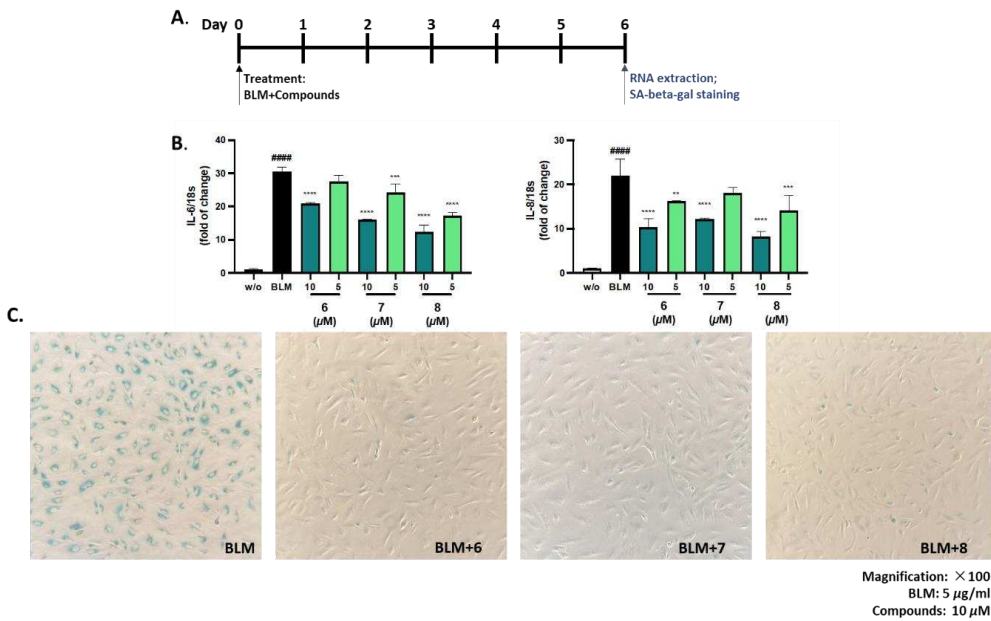 A.
Day 0 1 2 3 4 5 6
Treatment:
BLM+Compounds
RNA extraction;
SA-beta-gal staining
B.
IL-6/18s
(fold of change)
40
30
20
10
0
####
****
***
****
****
****
w/o BLM 10 5 10 5 10 5
6 7 8
(μM) (μM) (μM)
IL-8/18s
(fold of change)
30
20
10
0
####
****
**
****
****
***
w/o BLM 10 5 10 5 10 5
6 7 8
(μM) (μM) (μM)
C.
BLM
BLM+6
BLM+7
BLM+8
Magnification: ×100
BLM: 5 μg/ml
Compounds: 10 μM